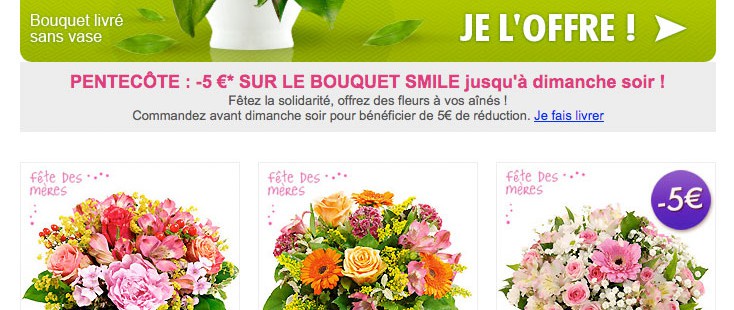 Bouquet livré
sans vase
JE L'OFFRE !
PENTECÔTE : -5 €* SUR LE BOUQUET SMILE jusqu'à dimanche soir !
Fêtez la solidarité, offrez des fleurs à vos aînés !
Commandez avant dimanche soir pour bénéficier de 5€ de réduction. Je fais livrer
fête des
mères
fête des
mères
fête des
mères
-5€